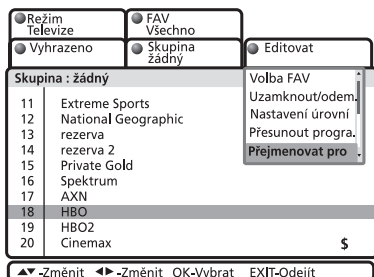 Režim
Televize
FAV
Všechno
Vyhrazeno
Skupina
žádný
Editovat
Skupina : žádný
Volba FAV
Uzamknout/odem.
Nastavení úrovní
Přesunout progra.
Přejmenovat pro
11 Extreme Sports
12 National Geographic
13 rezerva
14 rezerva 2
15 Private Gold
16 Spektrum
17 AXN
18 HBO
19 HBO2
20 Cinemax $
▲▼-Změnit ◀▶-Změnit OK-Vybrat EXIT-Odejít